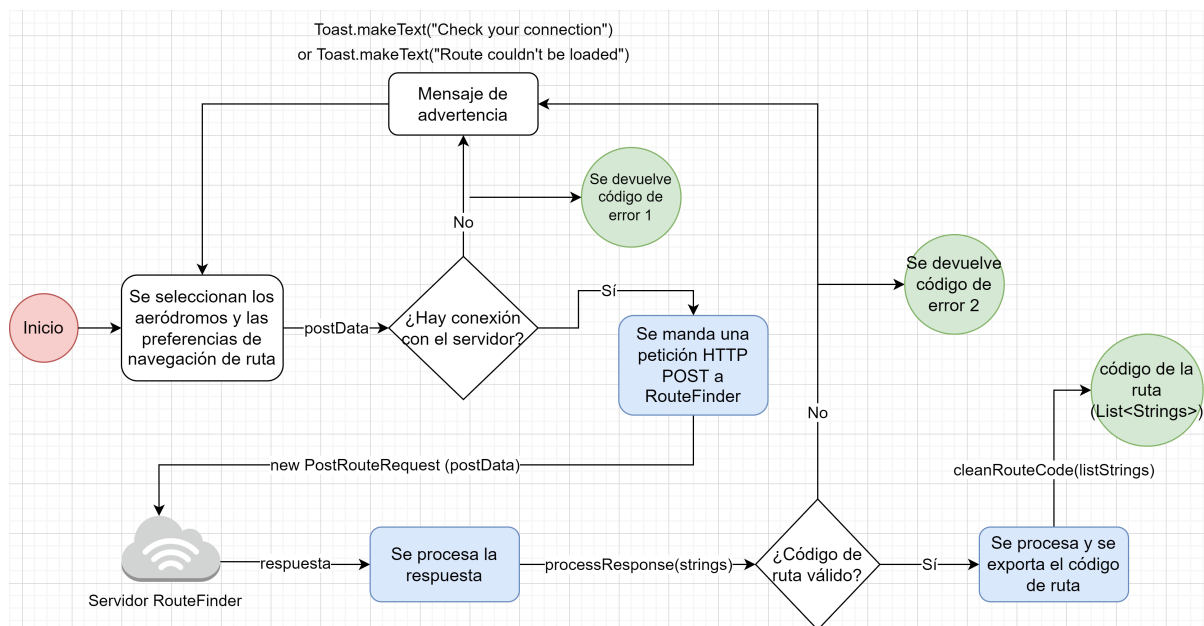 Toast.makeText("Check your connection")
or Toast.makeText("Route couldn't be loaded")
Mensaje de
advertencia
Se devuelve
código de
error 1
No
Se devuelve
código de
error 2
Inicio
Se seleccionan los
aeródromos y las
preferencias de
navegación de ruta
postData
¿Hay conexión
con el servidor?
Sí
Se manda una
petición HTTP
POST a
RouteFinder
código de la
ruta
(List<Strings>)
No
new PostRouteRequest (postData)
cleanRouteCode(listStrings)
Servidor RouteFinder
respuesta
Se procesa la
respuesta
processResponse(strings)
¿Código de
ruta válido?
Sí
Se procesa y se
exporta el código
de ruta